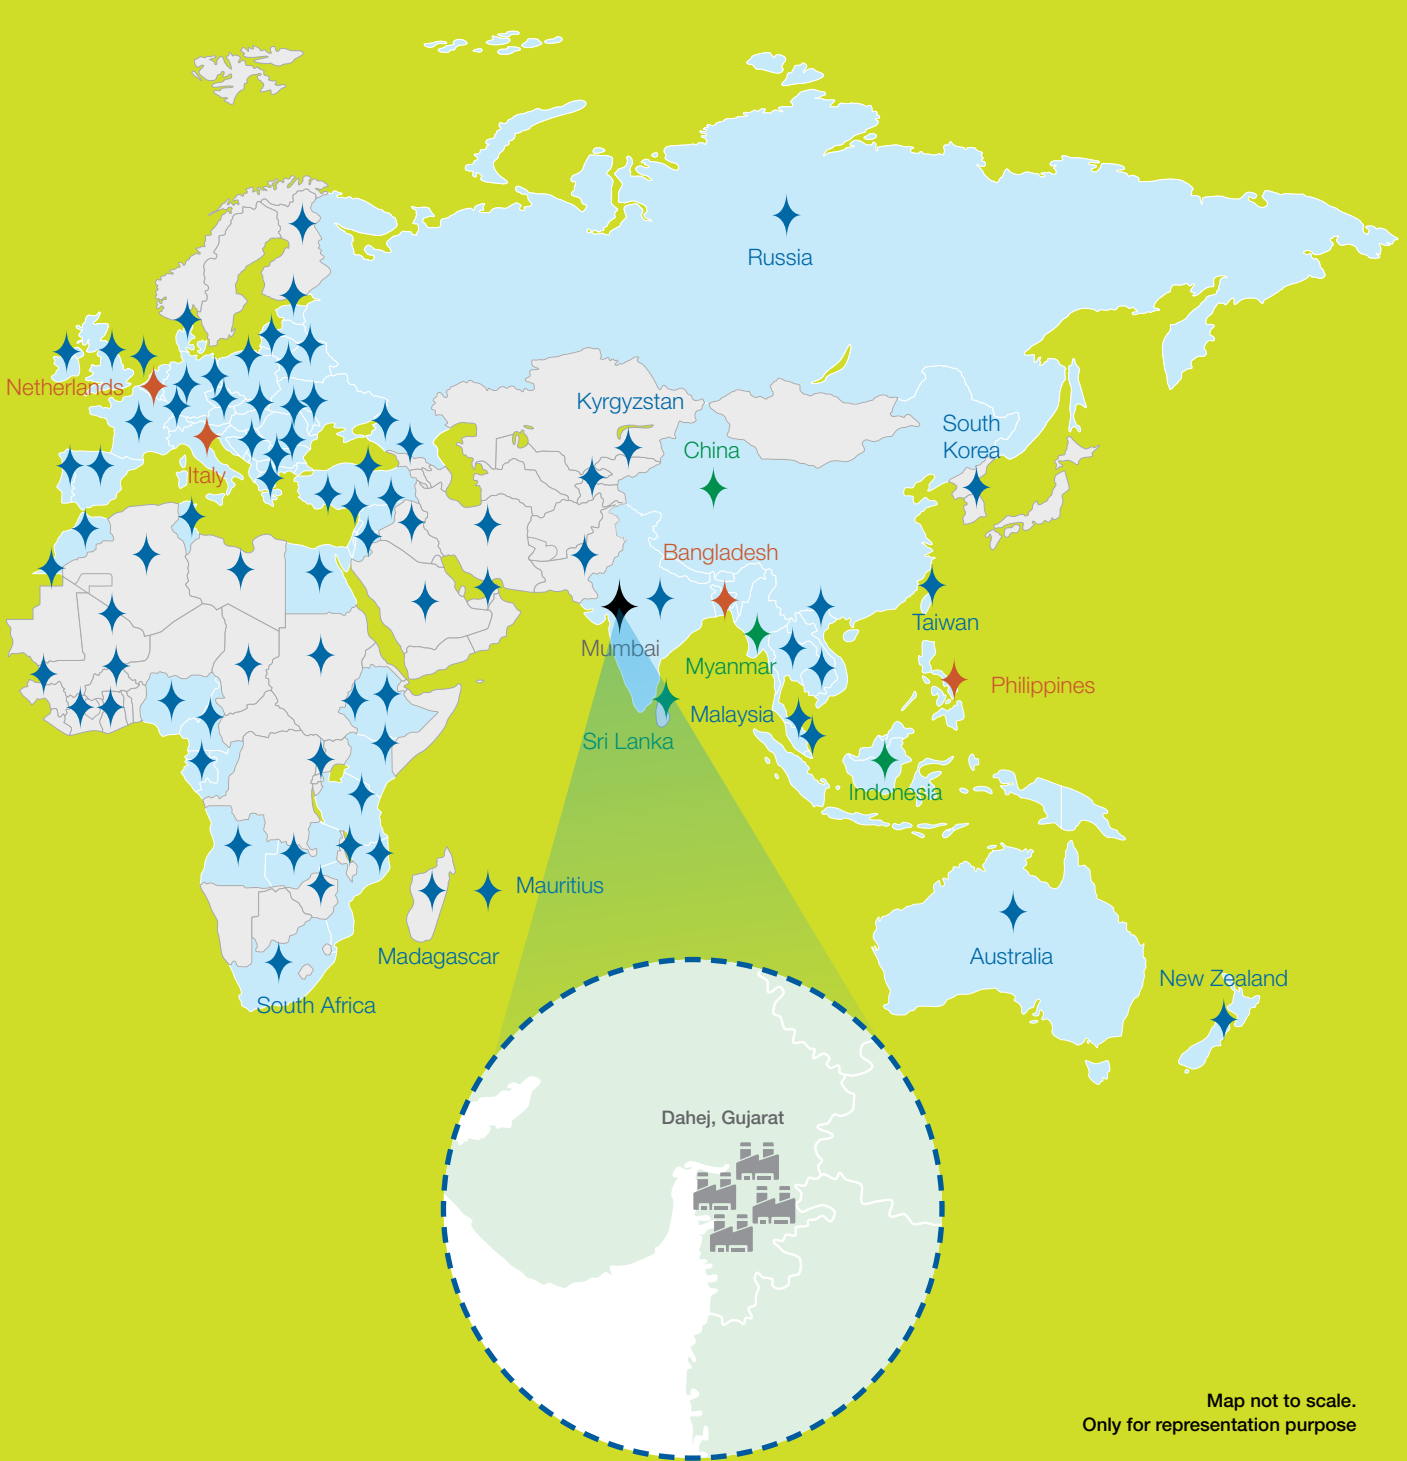 Russia
Netherlands
Kyrgyzstan
South
Korea
China
Italy
Bangladesh
Taiwan
Mumbai
Myanmar
Philippines
Malaysia
Sri Lanka
Indonesia
Mauritius
Madagascar
Australia
New Zealand
South Africa
Dahej, Gujarat
Map not to scale.
Only for representation purpose